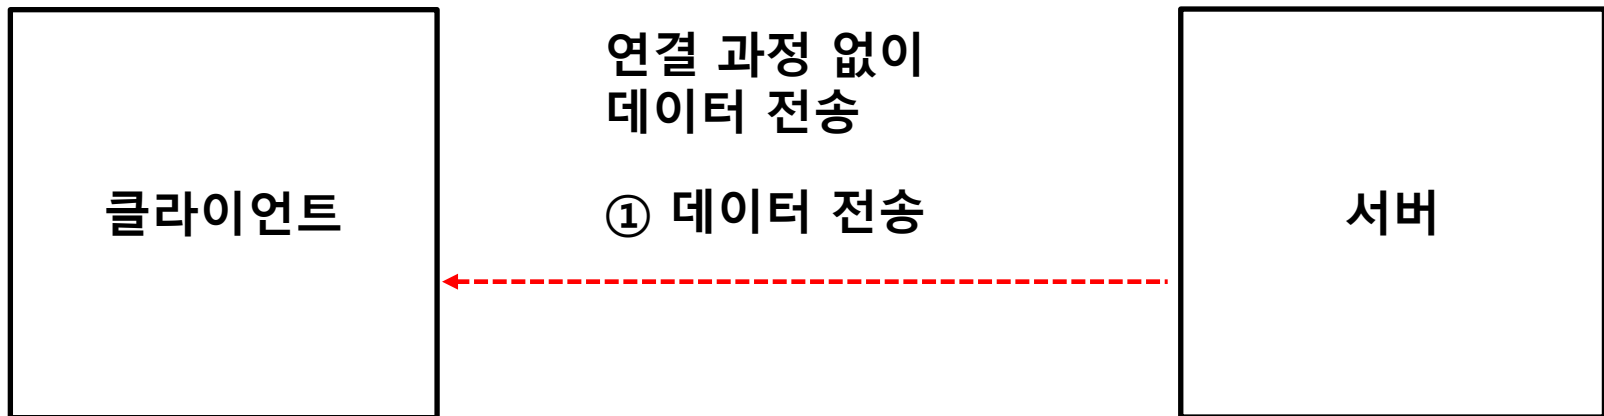 연결 과정 없이
데이터 전송
클라이언트
① 데이터 전송
서버